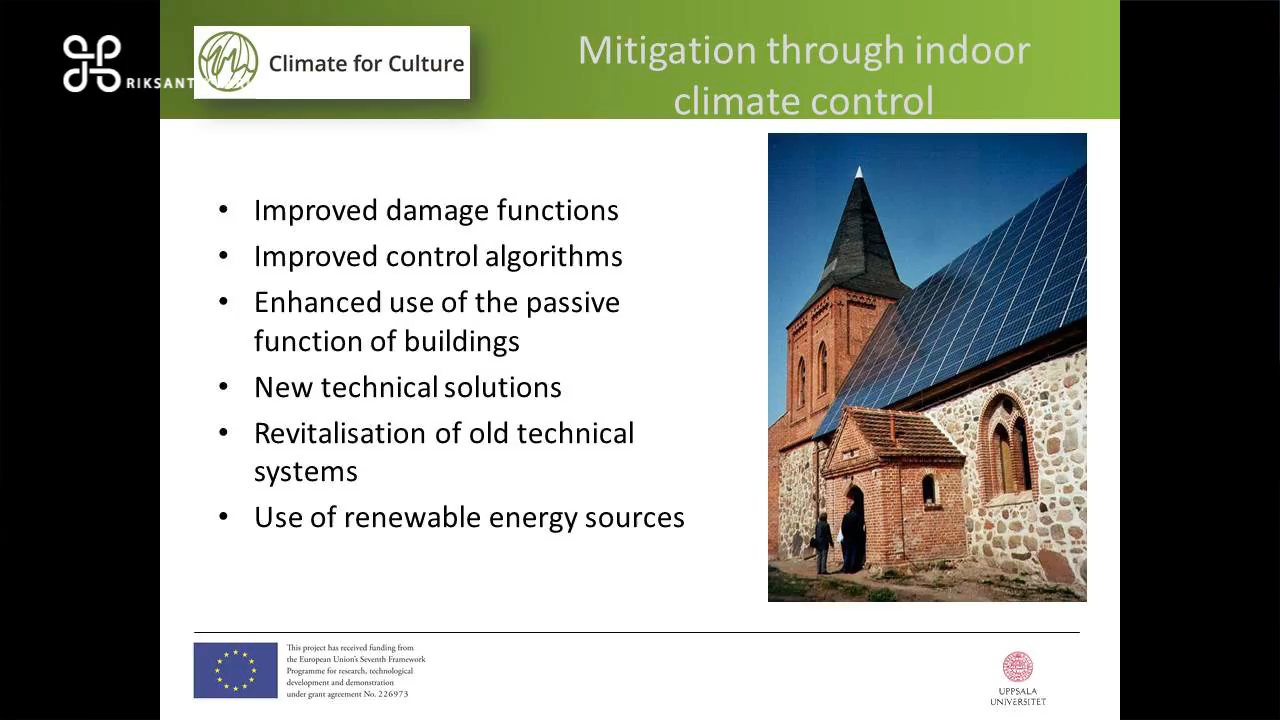 RIKSANT
Climate for Culture
Mitigation through indoor
climate control
• Improved damage functions
• Improved control algorithms
• Enhanced use of the passive
function of buildings
• New technical solutions
• Revitalisation of old technical
systems
• Use of renewable energy sources
This project has received funding from
the European Union's Seventh Framework
Programme for research, technological
development and demonstration
under grant agreement No. 226973
UPPSALA
UNIVERSITET